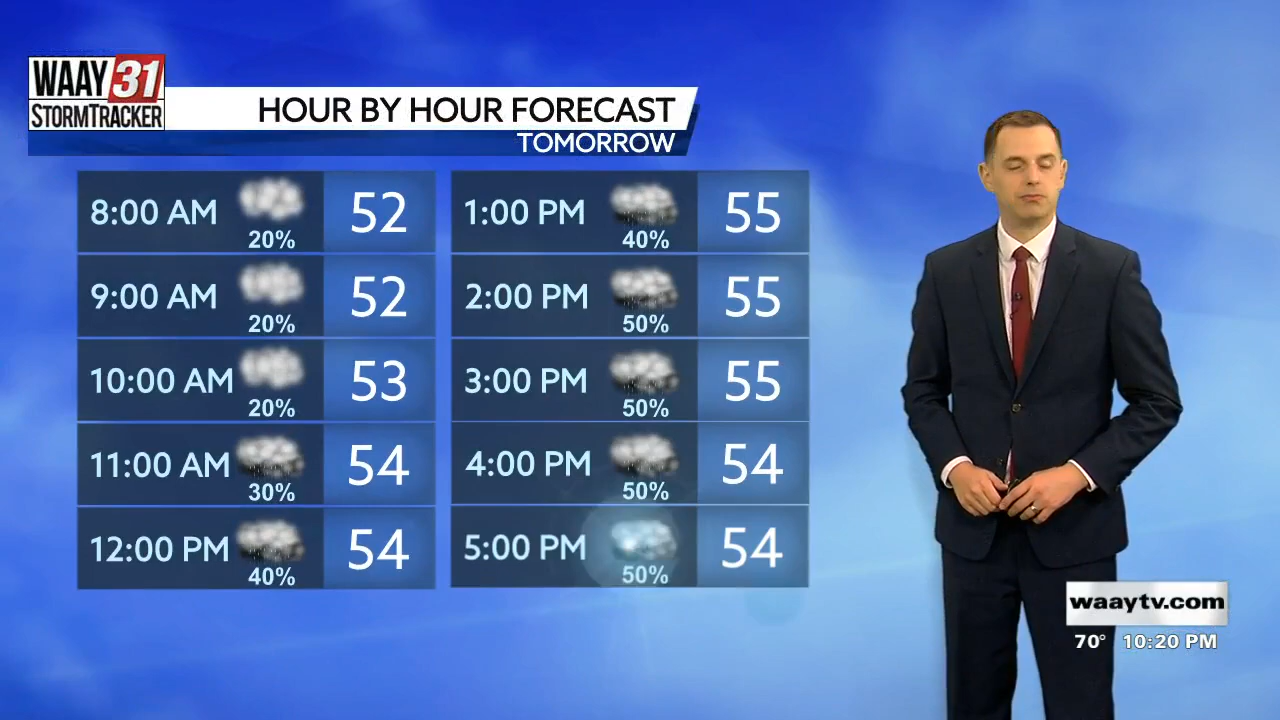 WAAY 31
STORMTRACKER
HOUR BY HOUR FORECAST
TOMORROW
8:00 AM 20% 52
9:00 AM 20% 52
10:00 AM 20% 53
11:00 AM 30% 54
12:00 PM 40% 54
1:00 PM 40% 55
2:00 PM 50% 55
3:00 PM 50% 55
4:00 PM 50% 54
5:00 PM 50% 54
waaytv.com
70° 10:20 PM